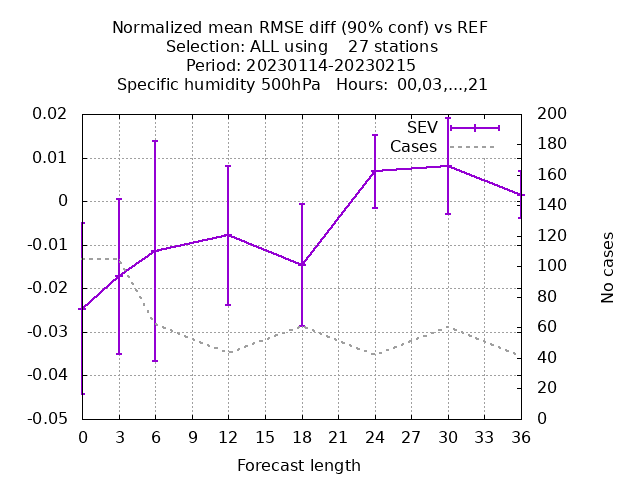 Normalized mean RMSE diff (90% conf) vs REF
Selection: ALL using    27 stations
Period: 20230114-20230215
Specific humidity 500hPa   Hours: 00,03,...,21
0.02
0.01
0
-0.01
-0.02
-0.03
-0.04
-0.05
SEV
Cases
200
180
160
140
120
100
80
60
40
20
0
No cases
0 3 6 9 12 15 18 21 24 27 30 33 36
Forecast length